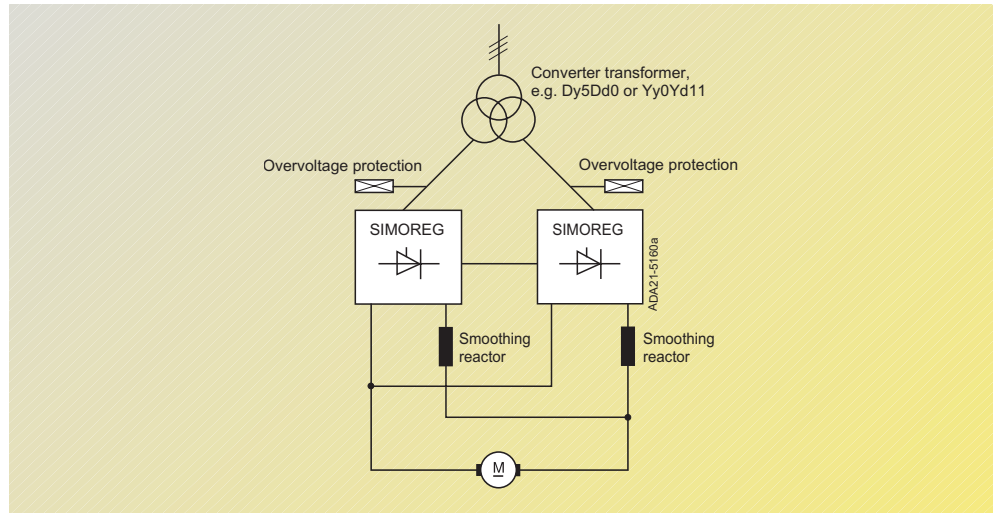 Converter transformer,
e.g. Dy5Dd0 or Yy0Yd11
Overvoltage protection
Overvoltage protection
SIMOREG
SIMOREG
ADA21-5160a
Smoothing
reactor
Smoothing
reactor
M